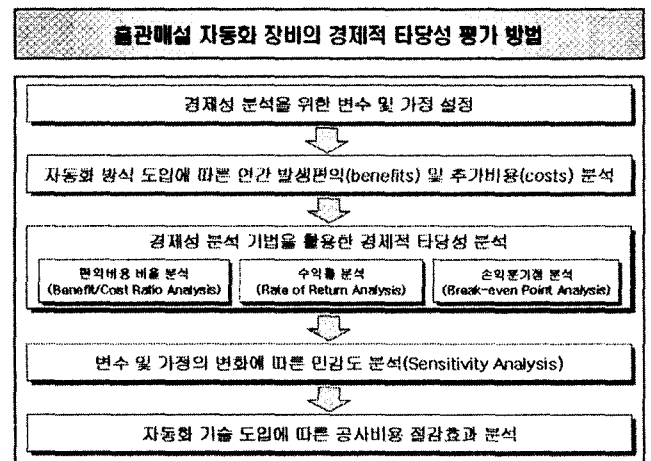 흄관매설 자동화 장비의 경제적 타당성 평가 방법
경제성 분석을 위한 변수 및 가정 설정
자동화 방식 도입에 따른 연간 발생편익(benefits) 및 추가비용(costs) 분석
경제성 분석 기법을 활용한 경제적 타당성 분석
편익비용 비율 분석
(Benefit/Cost Ratio Analysis)
수익률 분석
(Rate of Return Analysis)
손익분기점 분석
(Break-even Point Analysis)
변수 및 가정의 변화에 따른 민감도 분석(Sensitivity Analysis)
자동화 기술 도입에 따른 공사비용 절감효과 분석